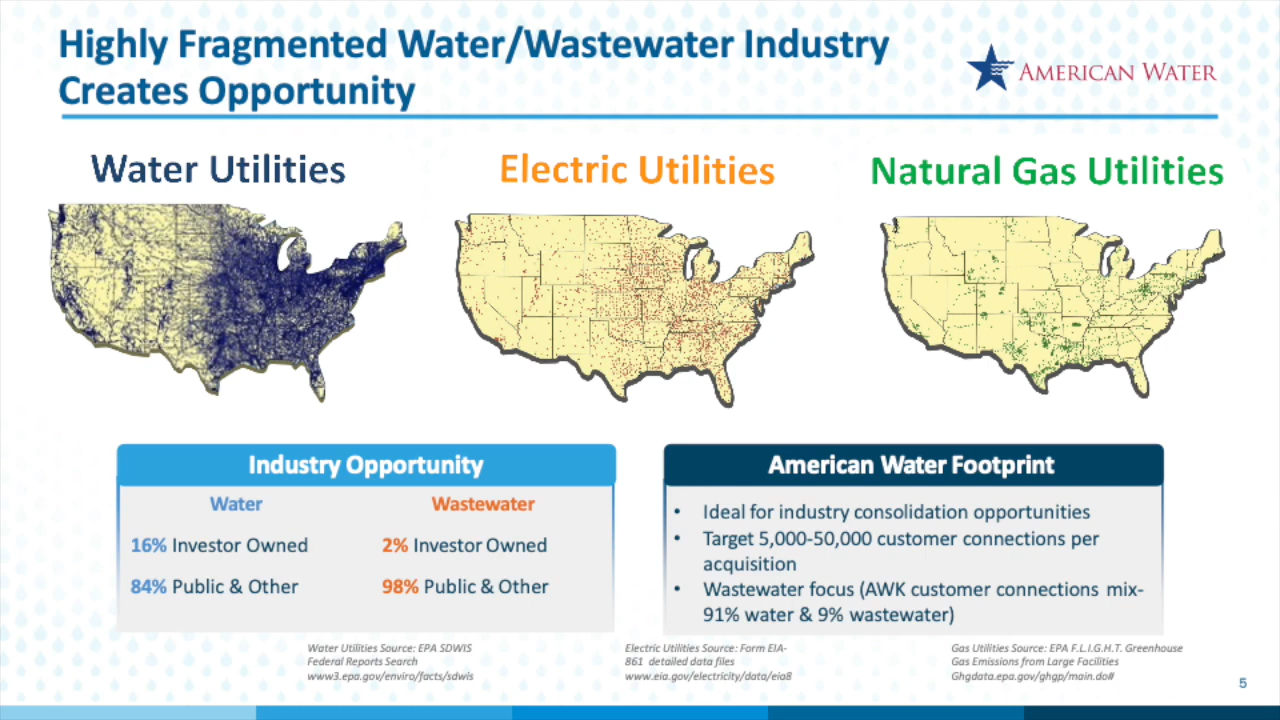 Highly Fragmented Water/Wastewater Industry
Creates Opportunity
AMERICAN WATER
Water Utilities
Electric Utilities
Natural Gas Utilities
Industry Opportunity
Water
Wastewater
16% Investor Owned
2% Investor Owned
84% Public & Other
98% Public & Other
American Water Footprint
• Ideal for industry consolidation opportunities
• Target 5,000-50,000 customer connections per
acquisition
• Wastewater focus (AWK customer connections mix-
91% water & 9% wastewater)
Water Utilities Source: EPA SDWIS
Federal Reports Search
www3.epa.gov/enviro/facts/sdwis
Electric Utilities Source: Form EIA-
861 detailed data files
www.eia.gov/electricity/data/eia8
Gas Utilities Source: EPA F.L.I.G.H.T. Greenhouse
Gas Emissions from Large Facilities
Ghgdata.epa.gov/ghgp/main.do#
5